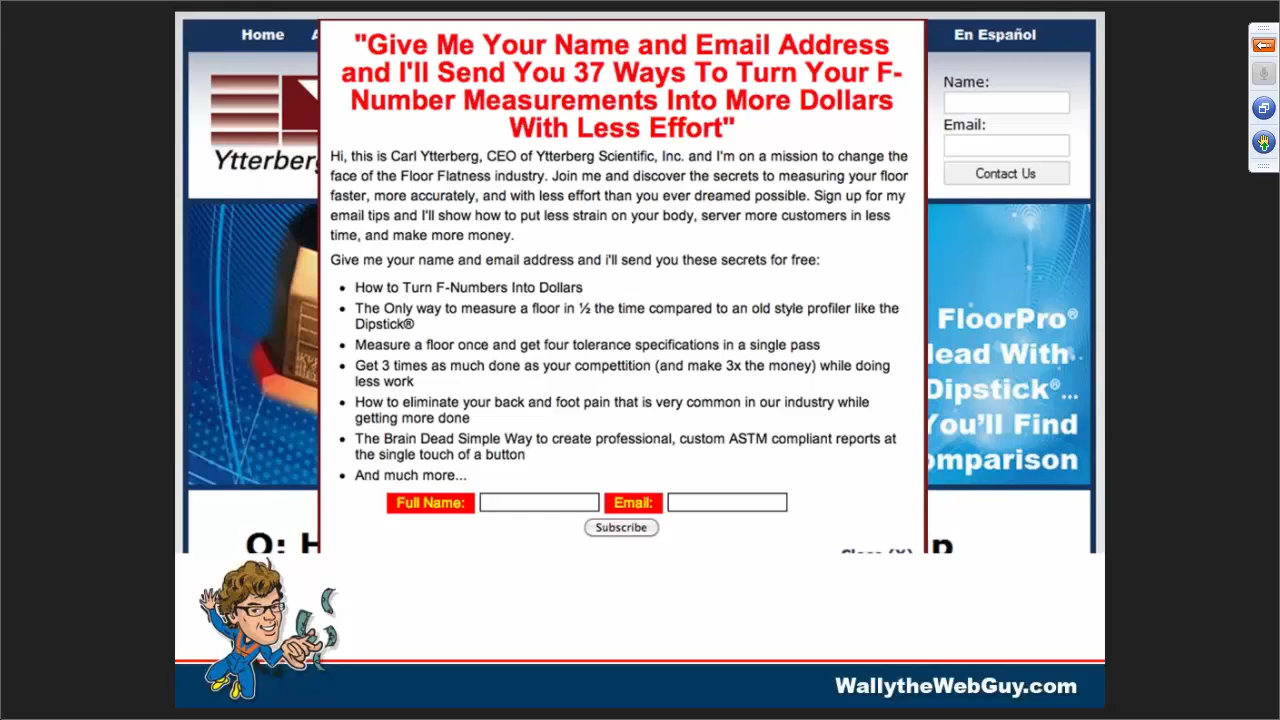 Home
"Give Me Your Name and Email Address
and I'll Send You 37 Ways To Turn Your F-
Number Measurements Into More Dollars
With Less Effort"
En Español
Name:
Email:
Contact Us
Ytterberg
Hi, this is Carl Ytterberg, CEO of Ytterberg Scientific, Inc. and I'm on a mission to change the
face of the Floor Flatness industry. Join me and discover the secrets to measuring your floor
faster, more accurately, and with less effort than you ever dreamed possible. Sign up for my
email tips and I'll show how to put less strain on your body, server more customers in less
time, and make more money.
Give me your name and email address and i'll send you these secrets for free:
• How to Turn F-Numbers Into Dollars
• The Only way to measure a floor in ½ the time compared to an old style profiler like the
Dipstick®
• Measure a floor once and get four tolerance specifications in a single pass
• Get 3 times as much done as your compettition (and make 3x the money) while doing
less work
• How to eliminate your back and foot pain that is very common in our industry while
getting more done
• The Brain Dead Simple Way to create professional, custom ASTM compliant reports at
the single touch of a button
• And much more...
Full Name:
Email:
Subscribe
FloorPro®
lead With
Dipstick®...
You'll Find
omparison
Q: H
p
Close (X)
WallytheWebGuy.com